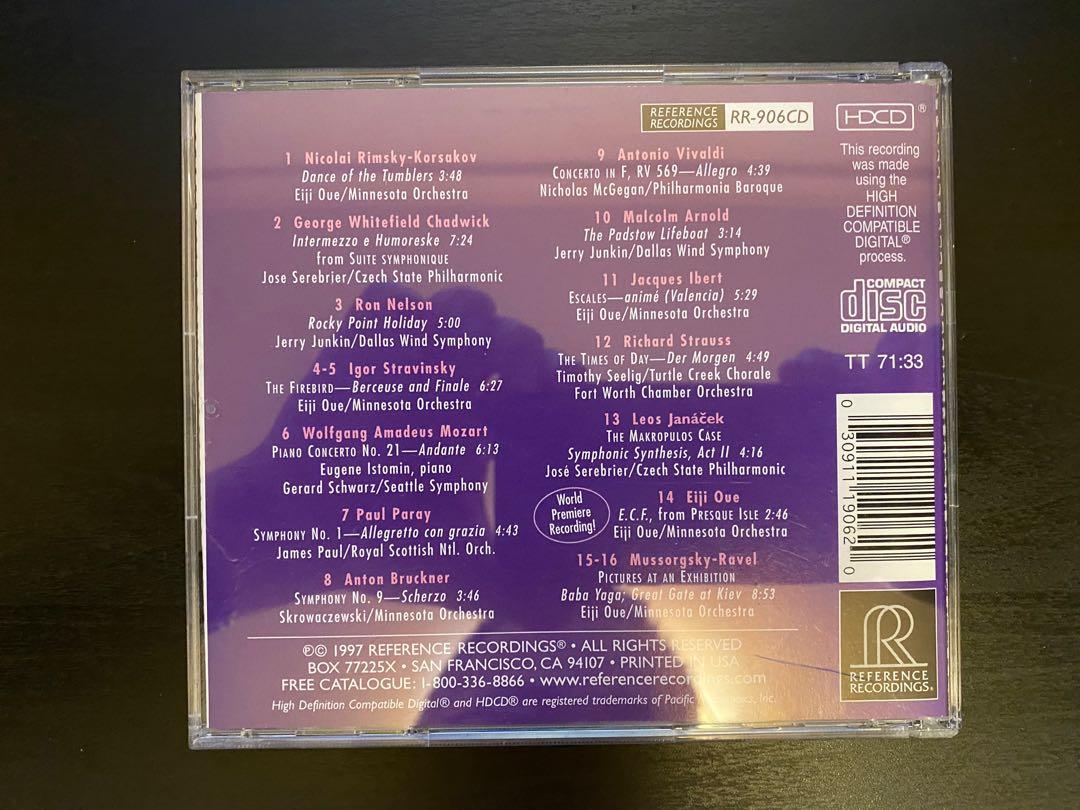 REFERENCE RECORDINGS RR-906CD
HDCD®
1 Nicolai Rimsky-Korsakov
Dance of the Tumblers 3:48
Eiji Oue/Minnesota Orchestra
2 George Whitefield Chadwick
Intermezzo e Humoreske 7:24
from SUITE SYMPHONIQUE
Jose Serebrier/Czech State Philharmonic
3 Ron Nelson
Rocky Point Holiday 5:00
Jerry Junkin/Dallas Wind Symphony
4-5 Igor Stravinsky
THE FIREBIRD—Berceuse and Finale 6:27
Eiji Oue/Minnesota Orchestra
6 Wolfgang Amadeus Mozart
PIANO CONCERTO NO. 21—Andante 6:13
Eugene Istomin, piano
Gerard Schwarz/Seattle Symphony
7 Paul Paray
SYMPHONY NO. 1—Allegretto con grazia 4:43
James Paul/Royal Scottish Ntl. Orch.
8 Anton Bruckner
SYMPHONY NO. 9—Scherzo 3:46
Skrowaczewski/Minnesota Orchestra
9 Antonio Vivaldi
CONCERTO IN F, RV 569—Allegro 4:39
Nicholas McGegan/Philharmonia Baroque
10 Malcolm Arnold
The Padstow Lifeboat 3:14
Jerry Junkin/Dallas Wind Symphony
11 Jacques Ibert
ESCALES—animé (Valencia) 5:29
Eiji Oue/Minnesota Orchestra
12 Richard Strauss
THE TIMES OF DAY—Der Morgen 4:49
Timothy Seelig/Turtle Creek Chorale
Fort Worth Chamber Orchestra
13 Leos Janáček
THE MAKROPULOS CASE
Symphonic Synthesis, Act II 4:16
José Serebrier/Czech State Philharmonic
World
Premiere
Recording!
14 Eiji Oue
E.C.F., from PRESQUE ISLE 2:46
Eiji Oue/Minnesota Orchestra
15-16 Mussorgsky-Ravel
PICTURES AT AN EXHIBITION
Baba Yaga; Great Gate at Kiev 8:53
Eiji Oue/Minnesota Orchestra
This recording
was made
using the
HIGH
DEFINITION
COMPATIBLE
DIGITAL®
process.
COMPACT
disc
DIGITAL AUDIO
TT 71:33
0 30911 19062 0
R
REFERENCE
RECORDINGS®
℗© 1997 REFERENCE RECORDINGS® • ALL RIGHTS RESERVED
BOX 77225X • SAN FRANCISCO, CA 94107 • PRINTED IN USA
FREE CATALOGUE: 1-800-336-8866 • www.referencerecordings.com
High Definition Compatible Digital® and HDCD® are registered trademarks of Pacific Inc.